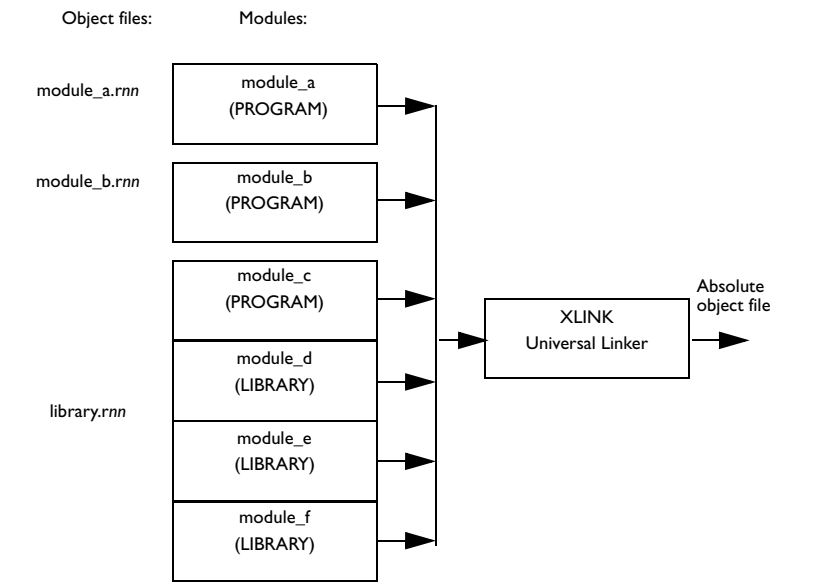 Object files:
Modules:
module_a.rnn
module_a
(PROGRAM)
module_b.rnn
module_b
(PROGRAM)
module_c
(PROGRAM)
module_d
(LIBRARY)
library.rnn
module_e
(LIBRARY)
module_f
(LIBRARY)
XLINK
Universal Linker
Absolute
object file